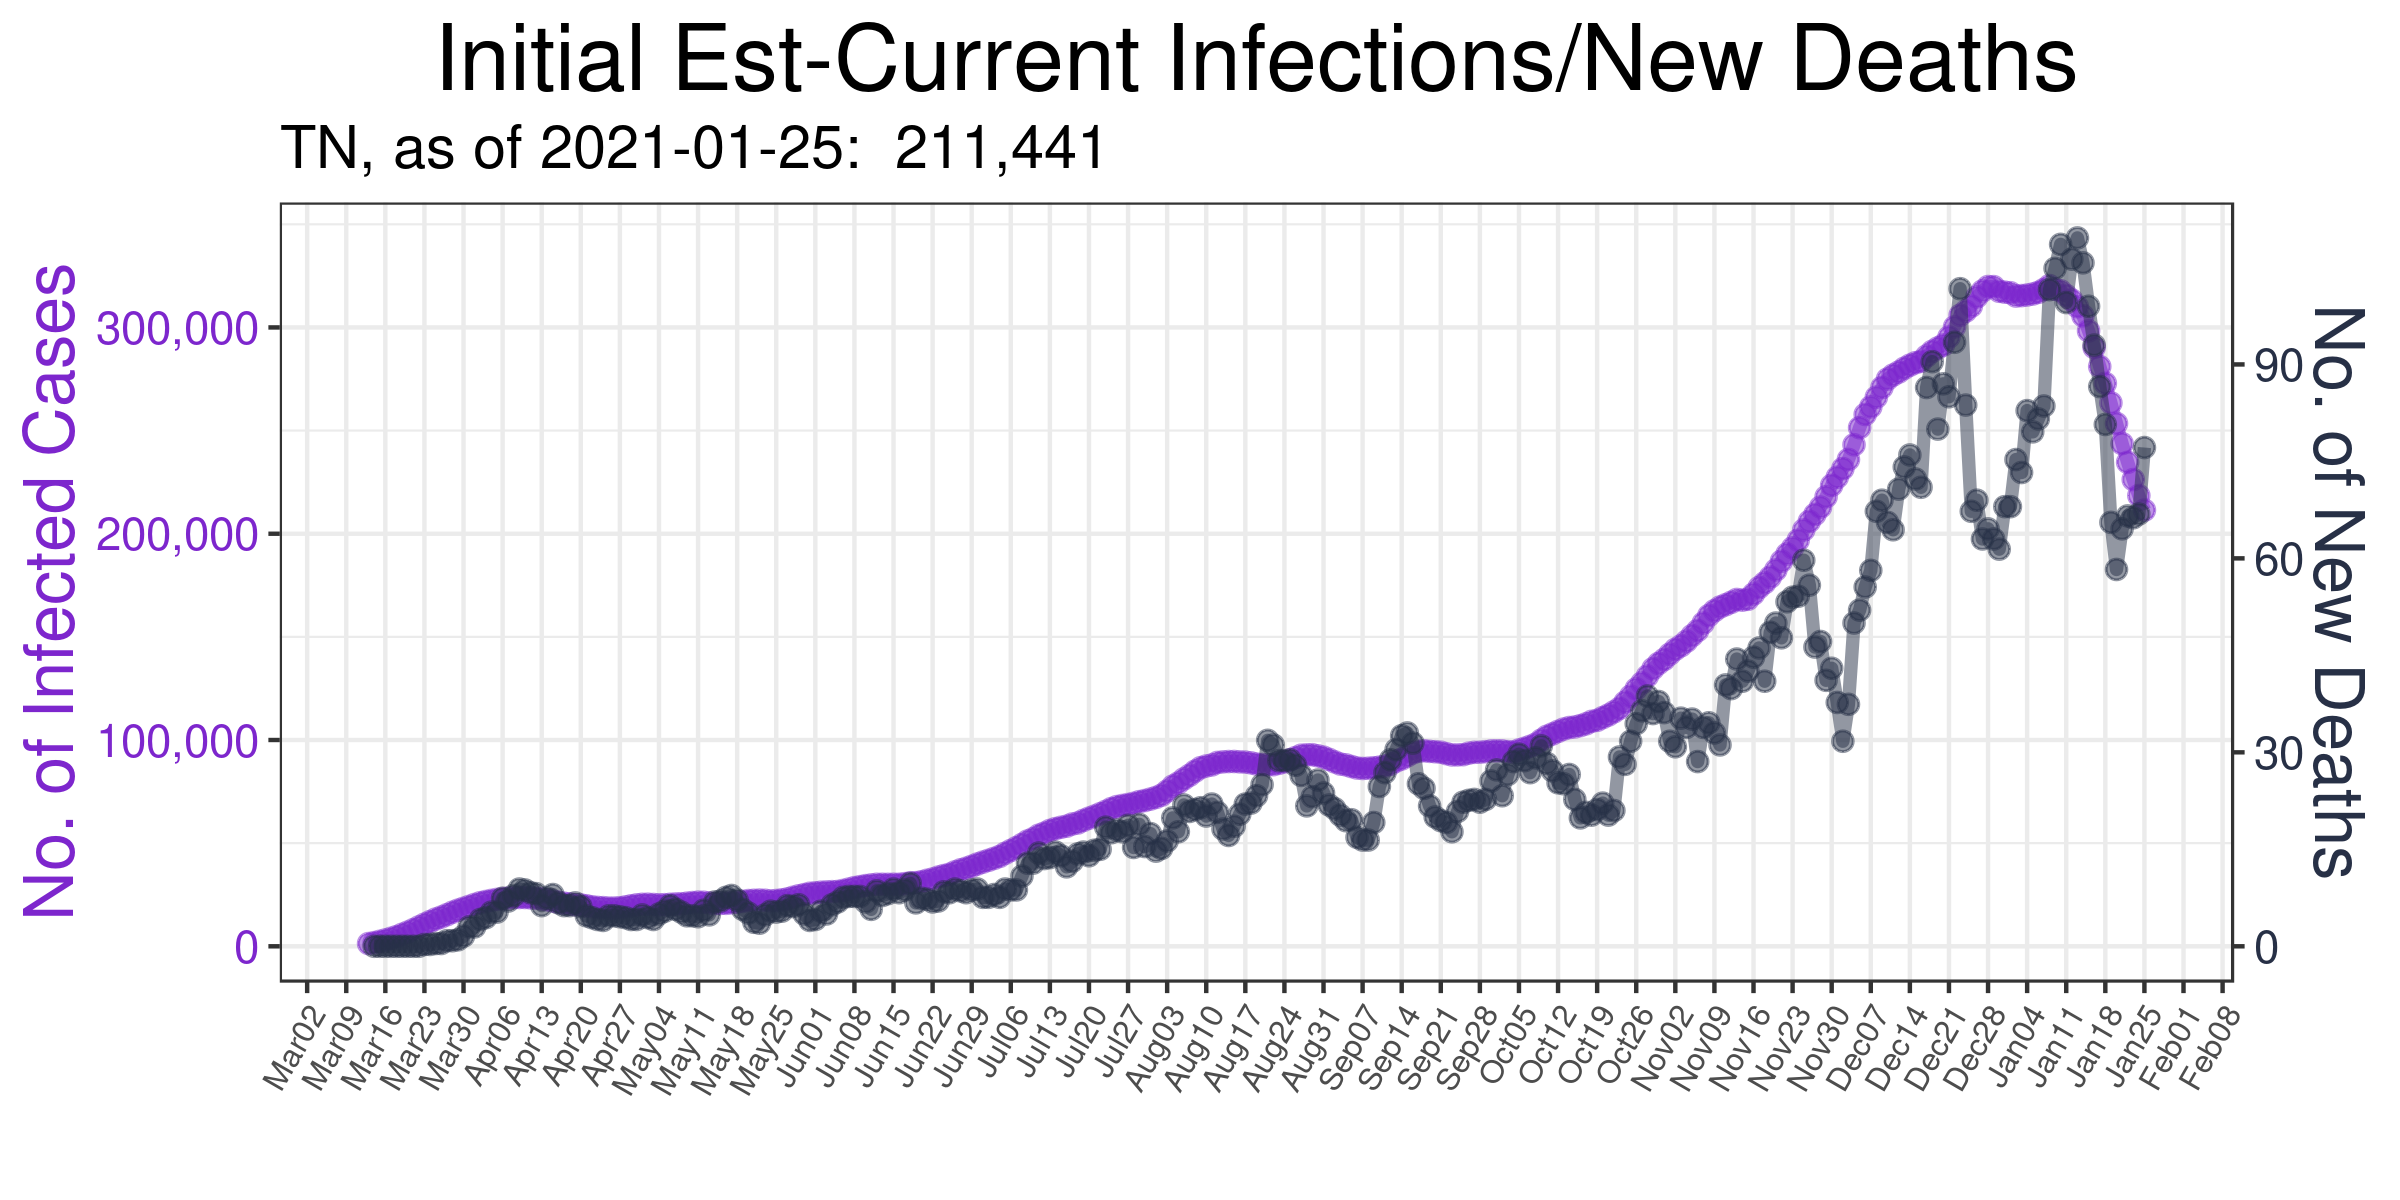 Initial Est-Current Infections/New Deaths
TN, as of 2021-01-25:  211,441
No. of Infected Cases
300,000
200,000
100,000
0
No. of New Deaths
90
60
30
0
Mar02
Mar09
Mar16
Mar23
Mar30
Apr06
Apr13
Apr20
Apr27
May04
May11
May18
May25
Jun01
Jun08
Jun15
Jun22
Jun29
Jul06
Jul13
Jul20
Jul27
Aug03
Aug10
Aug17
Aug24
Aug31
Sep07
Sep14
Sep21
Sep28
Oct05
Oct12
Oct19
Oct26
Nov02
Nov09
Nov16
Nov23
Nov30
Dec07
Dec14
Dec21
Dec28
Jan04
Jan11
Jan18
Jan25
Feb01
Feb08